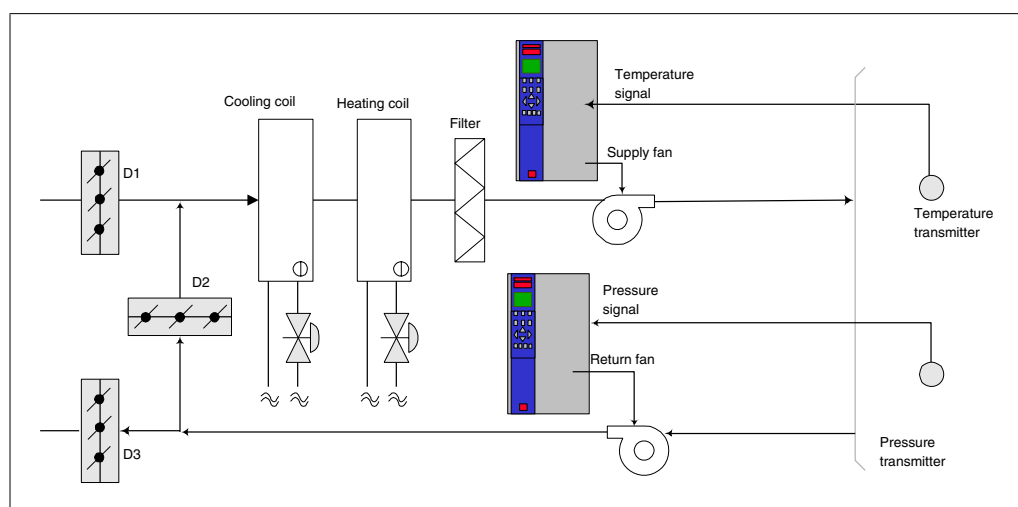 Temperature
signal
Cooling coil
Heating coil
Filter
Supply fan
D1
Temperature
transmitter
D2
Pressure
signal
Return fan
D3
Pressure
transmitter